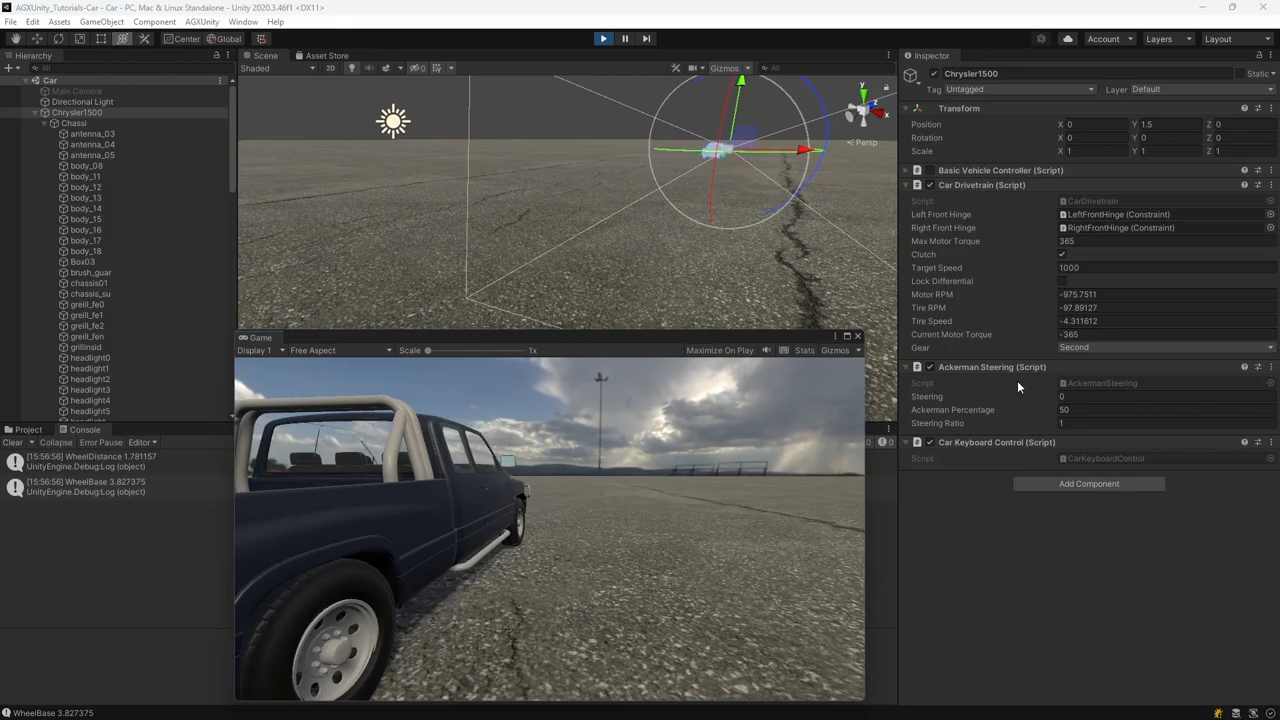 AGXUnity_Tutorials-Car - Car - PC, Mac & Linux Standalone - Unity 2020.3.46f1 <DX11>
File Edit Assets GameObject Component AGXUnity Window Help
Center Global Account Layers Layout
Hierarchy
All
Car
Main Camera
Directional Light
Chrysler1500
Chassi
antenna_03
antenna_04
antenna_05
body_08
body_11
body_12
body_13
body_14
body_15
body_16
body_17
body_18
Box03
brush_guar
chassis01
chassis_su
greill_fe0
greill_fe1
greill_fe2
greill_fen
grillinsid
headlight0
headlight1
headlight2
headlight3
headlight4
headlight5
Scene Asset Store
Shaded 2D 0 Gizmos All
y
z
x
Persp
Game
Display 1 Free Aspect Scale 1x Maximize On Play Stats Gizmos
Project Console
Clear Collapse Error Pause Editor 0
[15:56:56] WheelDistance 1.781157
UnityEngine.Debug:Log (object)
[15:56:56] WheelBase 3.827375
UnityEngine.Debug:Log (object)
WheelBase 3.827375
Inspector
Chrysler1500 Static
Tag Untagged Layer Default
Transform
Position X 0 Y 1.5 Z 0
Rotation X 0 Y 0 Z 0
Scale X 1 Y 1 Z 1
Basic Vehicle Controller (Script)
Car Drivetrain (Script)
Script CarDrivetrain
Left Front Hinge LeftFrontHinge (Constraint)
Right Front Hinge RightFrontHinge (Constraint)
Max Motor Torque 365
Clutch
Target Speed 1000
Lock Differential
Motor RPM -975.7511
Tire RPM -97.89127
Tire Speed -4.311612
Current Motor Torque -365
Gear Second
Ackerman Steering (Script)
Script AckermanSteering
Steering 0
Ackerman Percentage 50
Steering Ratio 1
Car Keyboard Control (Script)
Script CarKeyboardControl
Add Component